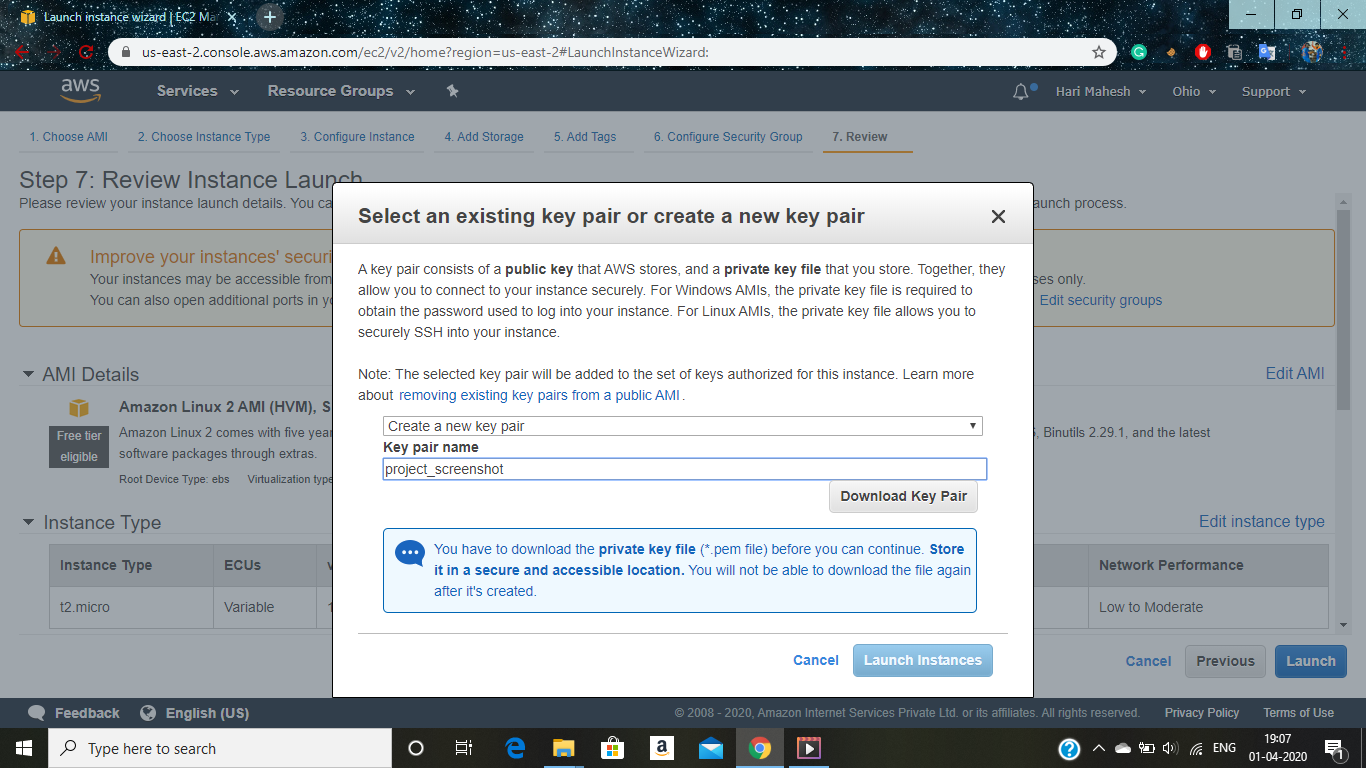 Launch instance wizard | EC2 Ma
us-east-2.console.aws.amazon.com/ec2/v2/home?region=us-east-2#LaunchInstanceWizard:
aws Services Resource Groups Hari Mahesh Ohio Support
1. Choose AMI 2. Choose Instance Type 3. Configure Instance 4. Add Storage 5. Add Tags 6. Configure Security Group 7. Review
Step 7: Review Instance Launch
Please review your instance launch details. You ca
aunch process.
Improve your instances' securi
Your instances may be accessible from
ses only.
You can also open additional ports in yo
Edit security groups
Select an existing key pair or create a new key pair
A key pair consists of a public key that AWS stores, and a private key file that you store. Together, they
allow you to connect to your instance securely. For Windows AMIs, the private key file is required to
obtain the password used to log into your instance. For Linux AMIs, the private key file allows you to
securely SSH into your instance.
Note: The selected key pair will be added to the set of keys authorized for this instance. Learn more
about removing existing key pairs from a public AMI.
Create a new key pair
Key pair name
project_screenshot
Download Key Pair
You have to download the private key file (*.pem file) before you can continue. Store
it in a secure and accessible location. You will not be able to download the file again
after it's created.
Cancel Launch Instances
AMI Details Edit AMI
Amazon Linux 2 AMI (HVM), S
Free tier
eligible
Amazon Linux 2 comes with five year
, Binutils 2.29.1, and the latest
software packages through extras.
Root Device Type: ebs Virtualization type
Instance Type Edit instance type
Instance Type ECUs v Network Performance
t2.micro Variable 1 Low to Moderate
Cancel Previous Launch
Feedback English (US) © 2008 - 2020, Amazon Internet Services Private Ltd. or its affiliates. All rights reserved. Privacy Policy Terms of Use
Type here to search
ENG
19:07
01-04-2020
1